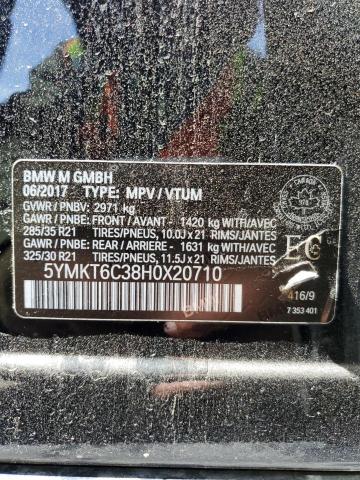 BMW M GMBH
06/2017 TYPE: MPV / VTUM
GVWR / PNBV: 2971 kg
GAWR / PNBE: FRONT / AVANT - 1420 kg WITH/AVEC
285/35 R21 TIRES/PNEUS, 10.0J x 21 RIMS/JANTES
GAWR / PNBE: REAR / ARRIERE - 1631 kg WITH/AVEC
325/30 R21 TIRES/PNEUS, 11.5J x 21 RIMS/JANTES
5YMKT6C38H0X20710
416/9
7 353 401